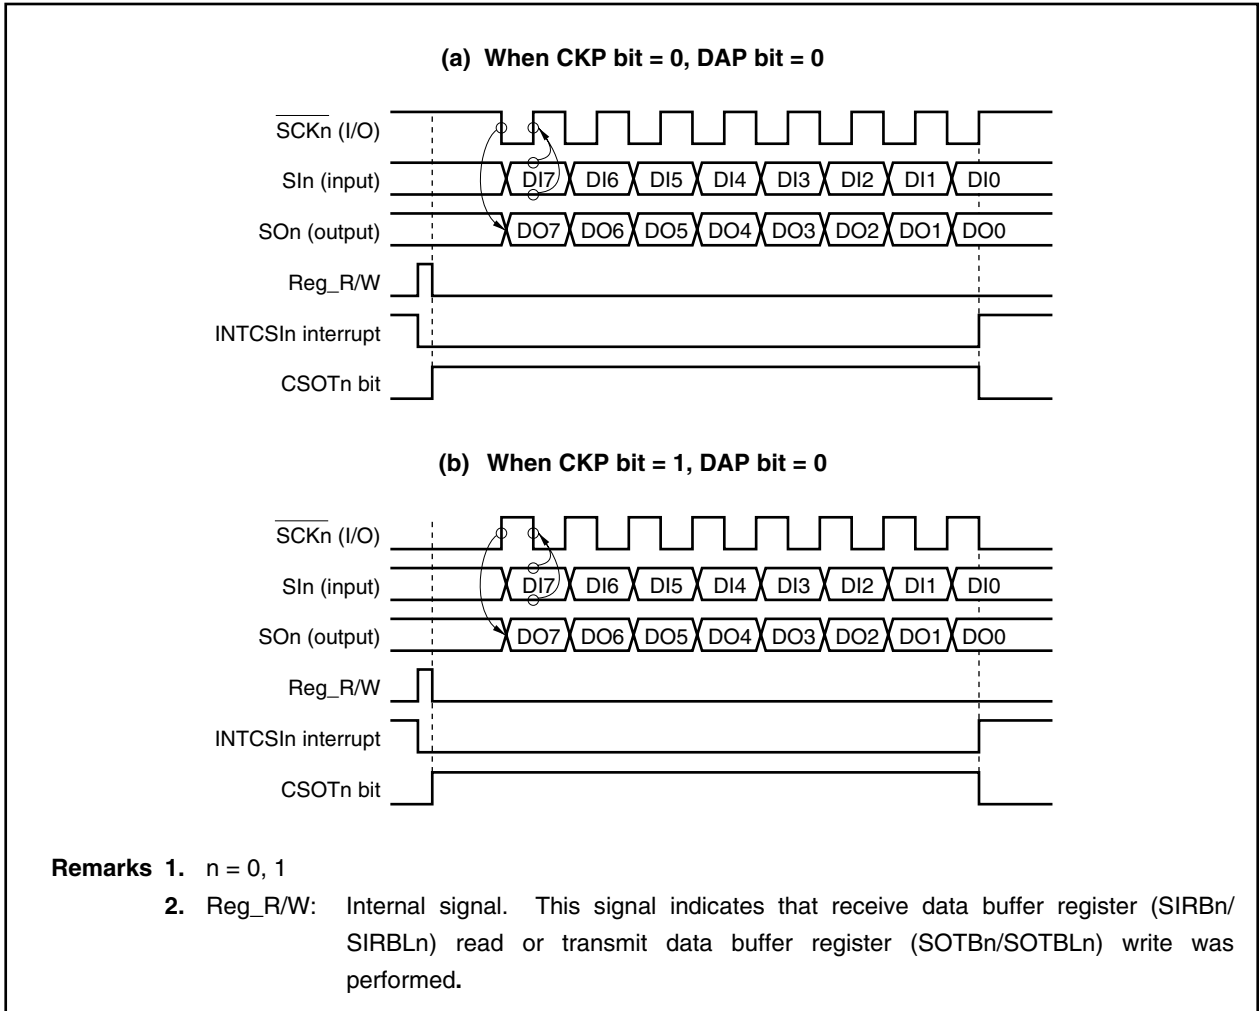 (a) When CKP bit = 0, DAP bit = 0
SCKn (I/O)
SIn (input) DI7 DI6 DI5 DI4 DI3 DI2 DI1 DI0
SOn (output) DO7 DO6 DO5 DO4 DO3 DO2 DO1 DO0
Reg_R/W
INTCSIn interrupt
CSOTn bit
(b) When CKP bit = 1, DAP bit = 0
SCKn (I/O)
SIn (input) DI7 DI6 DI5 DI4 DI3 DI2 DI1 DI0
SOn (output) DO7 DO6 DO5 DO4 DO3 DO2 DO1 DO0
Reg_R/W
INTCSIn interrupt
CSOTn bit
Remarks 1. n = 0, 1
2. Reg_R/W: Internal signal. This signal indicates that receive data buffer register (SIRBn/
SIRBLn) read or transmit data buffer register (SOTBn/SOTBLn) write was
performed.